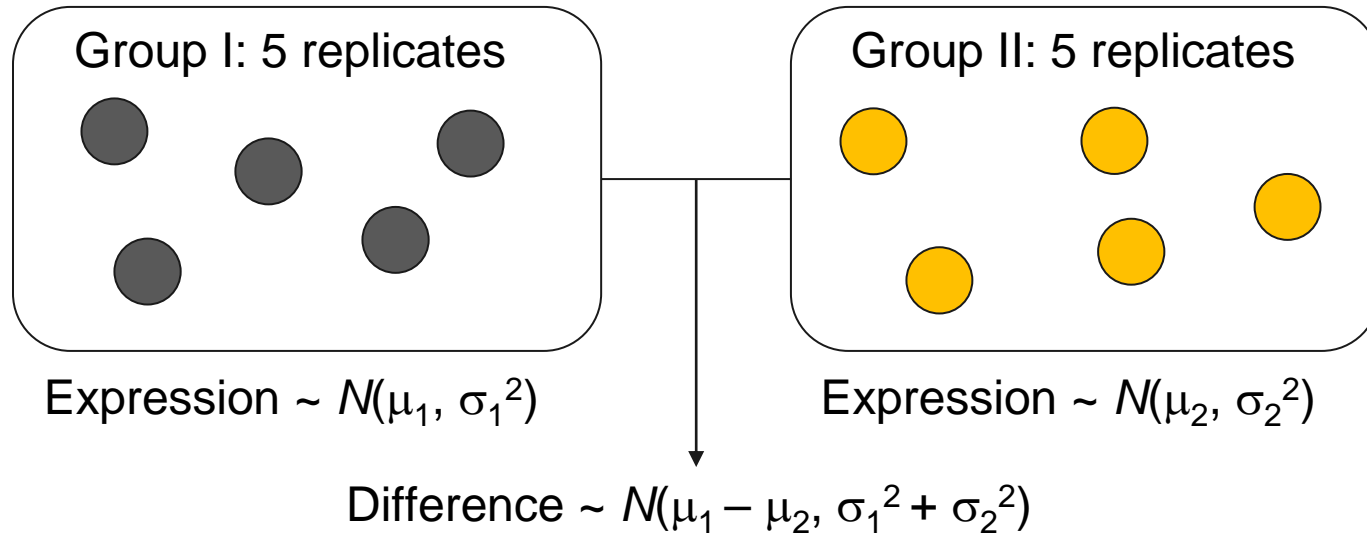 Group I: 5 replicates
Group II: 5 replicates
Expression ~ N(μ₁, σ₁²)
Expression ~ N(μ₂, σ₂²)
Difference ~ N(μ₁ – μ₂, σ₁² + σ₂²)